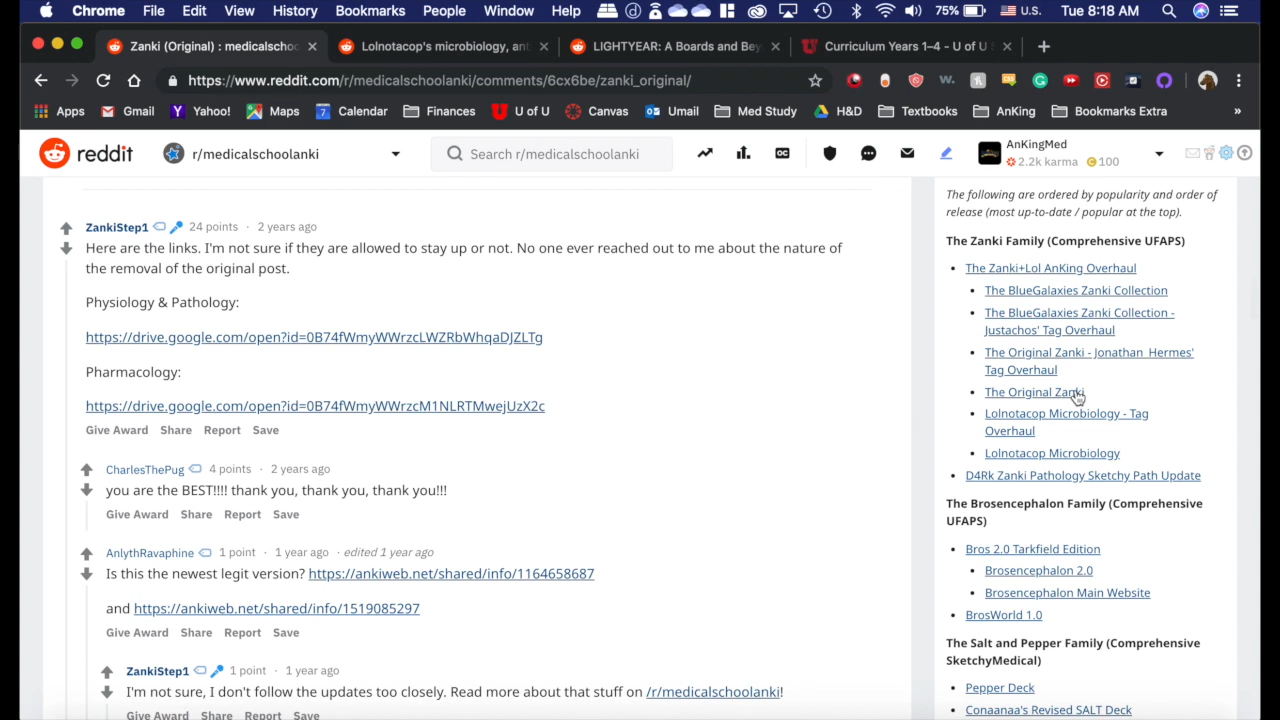 Chrome File Edit View History Bookmarks People Window Help 75% U.S. Tue 8:18 AM
Zanki (Original) : medicalschoo
Lolnotacop's microbiology, an
LIGHTYEAR: A Boards and Bey
Curriculum Years 1–4 - U of U
https://www.reddit.com/r/medicalschoolanki/comments/6cx6be/zanki_original/
Apps Gmail Yahoo! Maps Calendar Finances U of U Canvas Umail Med Study H&D Textbooks AnKing Bookmarks Extra »
reddit r/medicalschoolanki Search r/medicalschoolanki
AnKingMed
2.2k karma 100
ZankiStep1 24 points · 2 years ago
Here are the links. I'm not sure if they are allowed to stay up or not. No one ever reached out to me about the nature of
the removal of the original post.
Physiology & Pathology:
https://drive.google.com/open?id=0B74fWmyWWrzcLWZRbWhqaDJZLTg
Pharmacology:
https://drive.google.com/open?id=0B74fWmyWWrzcM1NLRTMwejUzX2c
Give Award Share Report Save
CharlesThePug 4 points · 2 years ago
you are the BEST!!!! thank you, thank you, thank you!!!
Give Award Share Report Save
AnlythRavaphine 1 point · 1 year ago · edited 1 year ago
Is this the newest legit version? https://ankiweb.net/shared/info/1164658687
and https://ankiweb.net/shared/info/1519085297
Give Award Share Report Save
ZankiStep1 1 point · 1 year ago
I'm not sure, I don't follow the updates too closely. Read more about that stuff on /r/medicalschoolanki!
Give Award Share Report Save
The following are ordered by popularity and order of
release (most up-to-date / popular at the top).
The Zanki Family (Comprehensive UFAPS)
The Zanki+Lol AnKing Overhaul
The BlueGalaxies Zanki Collection
The BlueGalaxies Zanki Collection -
Justachos' Tag Overhaul
The Original Zanki - Jonathan_Hermes'
Tag Overhaul
The Original Zanki
Lolnotacop Microbiology - Tag
Overhaul
Lolnotacop Microbiology
D4Rk Zanki Pathology Sketchy Path Update
The Brosencephalon Family (Comprehensive
UFAPS)
Bros 2.0 Tarkfield Edition
Brosencephalon 2.0
Brosencephalon Main Website
BrosWorld 1.0
The Salt and Pepper Family (Comprehensive
SketchyMedical)
Pepper Deck
Conaanaa's Revised SALT Deck